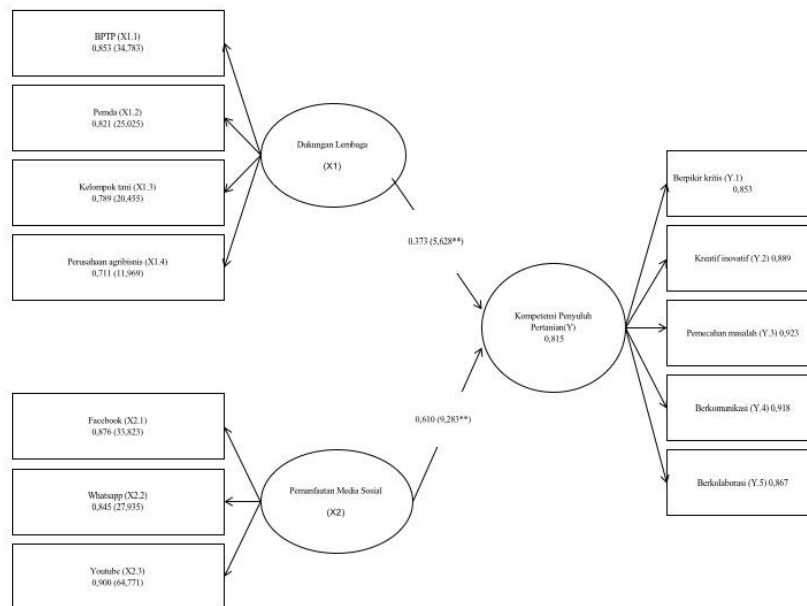 BPTP (X1.1)
0,853 (34,783)
Pemda (X1.2)
0,821 (25,025)
Kelompok tani (X1.3)
0,789 (20,455)
Perusahaan agribisnis (X1.4)
0,711 (11,969)
Dukungan Lembaga
(X1)
0.373 (5,628**)
Facebook (X2.1)
0,876 (33,823)
Whatsapp (X2.2)
0,845 (27,935)
Youtube (X2.3)
0,900 (64,771)
Pemanfaatan Media Sosial
(X2)
0,610 (9,283**)
Kompetensi Penyuluh
Pertanian(Y)
0,815
Berpikir kritis (Y.1)
0,853
Kreatif inovatif (Y.2) 0,889
Pemecahan masalah (Y.3) 0,923
Berkomunikasi (Y.4) 0,918
Berkolaborasi (Y.5) 0,867